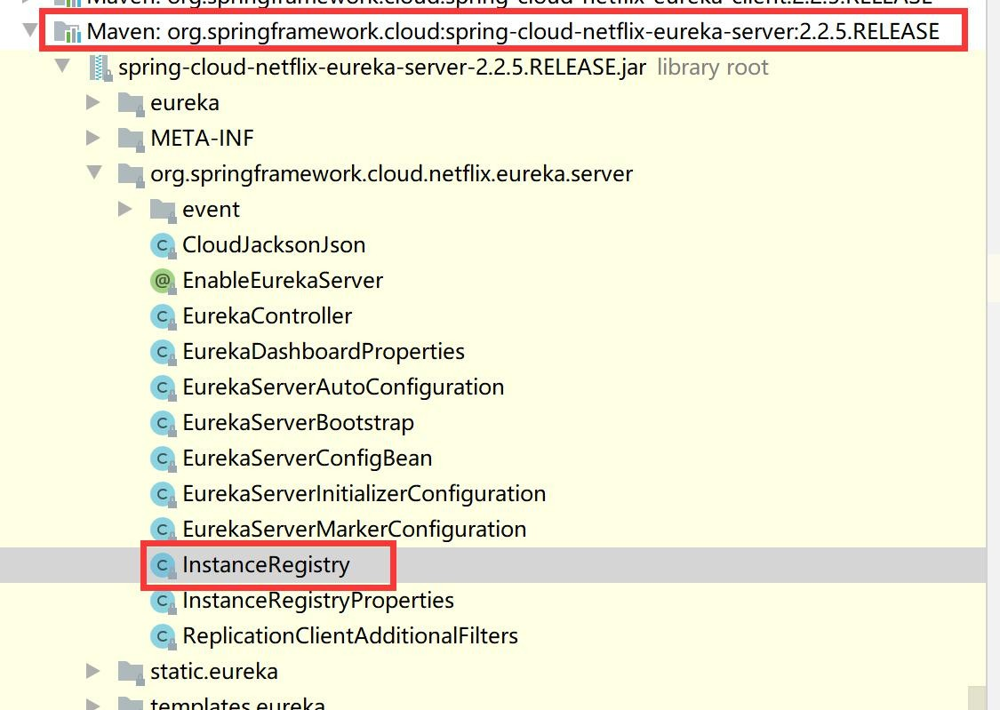 Maven: org.springframework.cloud:spring-cloud-netflix-eureka-client:2.2.5.RELEASE
Maven: org.springframework.cloud:spring-cloud-netflix-eureka-server:2.2.5.RELEASE
spring-cloud-netflix-eureka-server-2.2.5.RELEASE.jar library root
eureka
META-INF
org.springframework.cloud.netflix.eureka.server
event
CloudJacksonJson
@ EnableEurekaServer
C EurekaController
C EurekaDashboardProperties
C EurekaServerAutoConfiguration
C EurekaServerBootstrap
C EurekaServerConfigBean
C EurekaServerInitializerConfiguration
C EurekaServerMarkerConfiguration
C InstanceRegistry
C InstanceRegistryProperties
C ReplicationClientAdditionalFilters
static.eureka
templates.eureka